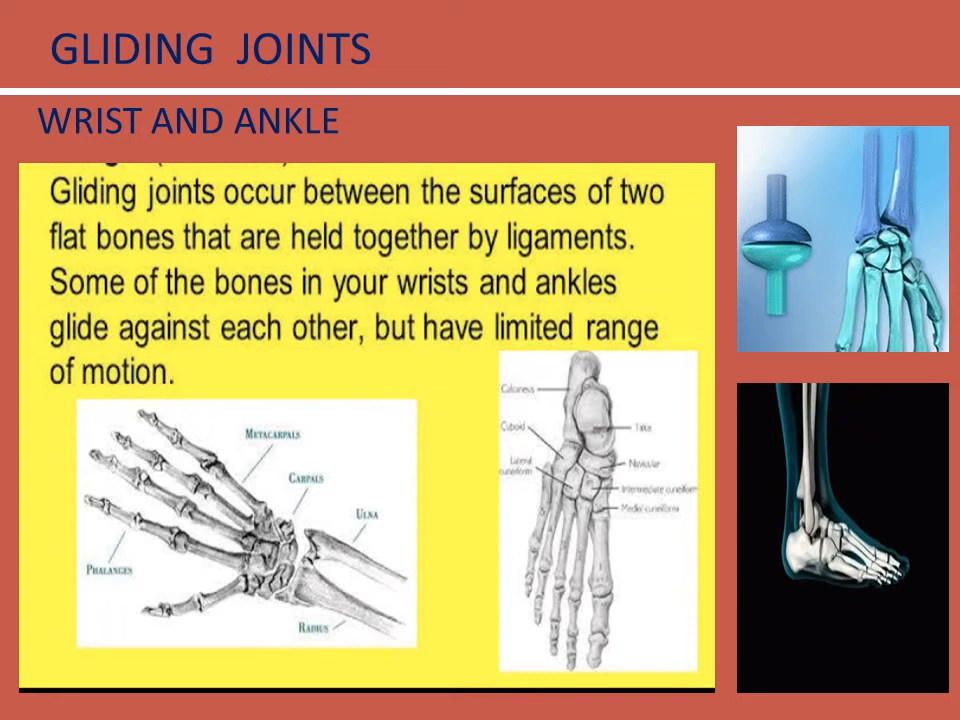 GLIDING JOINTS
WRIST AND ANKLE
Gliding joints occur between the surfaces of two
flat bones that are held together by ligaments.
Some of the bones in your wrists and ankles
glide against each other, but have limited range
of motion.
METACARPALS
CARPALS
ULNA
PHALANGES
RADIUS
Calcaneus
Cuboid
Talus
Lateral
cuneiform
Navicular
Intermediate cuneiform
Medial cuneiform